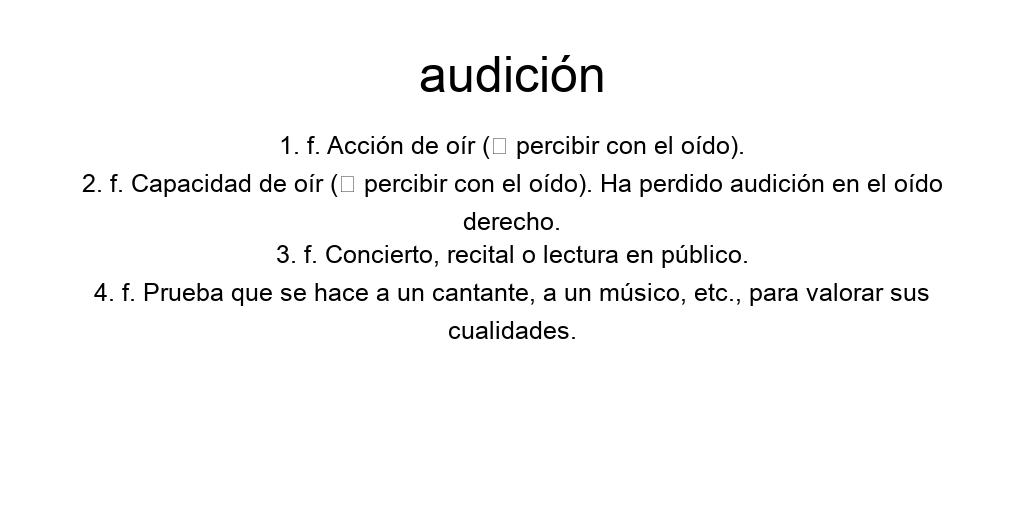 audición
1. f. Acción de oír (□ percibir con el oído).
2. f. Capacidad de oír (□ percibir con el oído). Ha perdido audición en el oído
derecho.
3. f. Concierto, recital o lectura en público.
4. f. Prueba que se hace a un cantante, a un músico, etc., para valorar sus
cualidades.